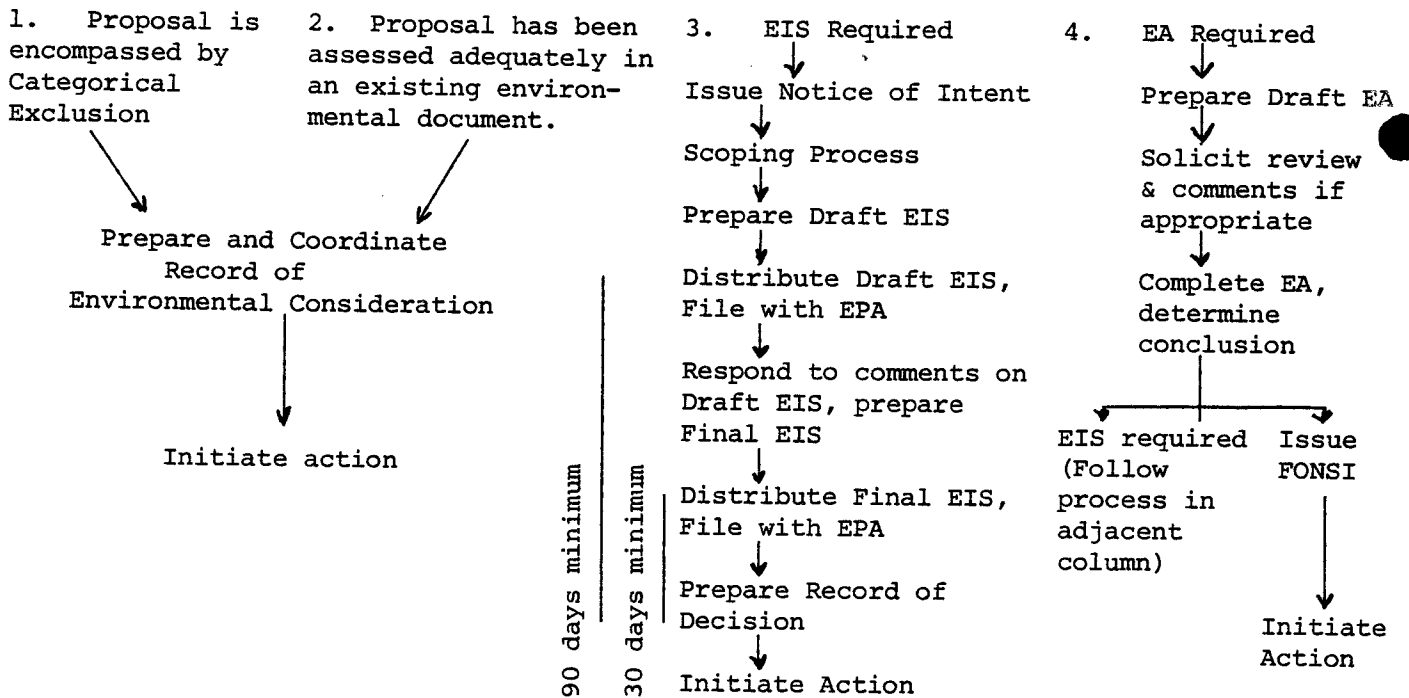 1. Proposal is
encompassed by
Categorical
Exclusion
2. Proposal has been
assessed adequately in
an existing environ-
mental document.
Prepare and Coordinate
Record of
Environmental Consideration
Initiate action
90 days minimum
30 days minimum
3. EIS Required
Issue Notice of Intent
Scoping Process
Prepare Draft EIS
Distribute Draft EIS,
File with EPA
Respond to comments on
Draft EIS, prepare
Final EIS
Distribute Final EIS,
File with EPA
Prepare Record of
Decision
Initiate Action
4. EA Required
Prepare Draft EA
Solicit review
& comments if
appropriate
Complete EA,
determine
conclusion
EIS required
(Follow
process in
adjacent
column)
Issue
FONSI
Initiate
Action